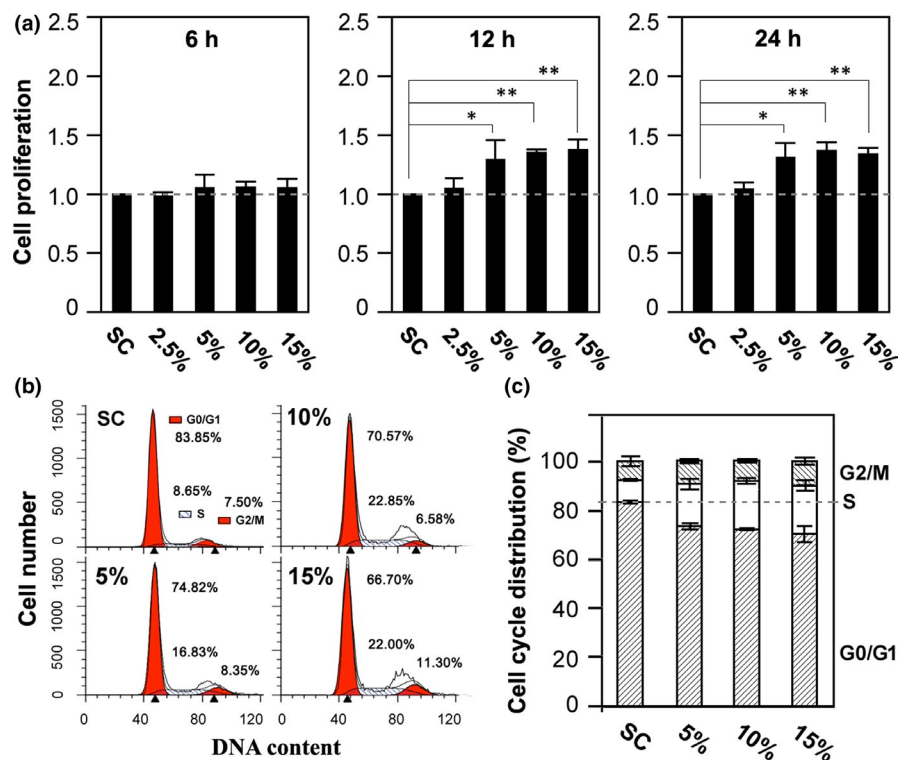 (a)
Cell proliferation
2.5
2.0
1.5
1.0
0.5
0
6 h
SC 2.5% 5% 10% 15%
2.5
2.0
1.5
1.0
0.5
0
12 h
**
**
*
SC 2.5% 5% 10% 15%
2.5
2.0
1.5
1.0
0.5
0
24 h
**
**
*
SC 2.5% 5% 10% 15%
(b)
Cell number
1500
1000
500
0
SC
G0/G1
83.85%
8.65%
S
7.50%
G2/M
10%
70.57%
22.85%
6.58%
1500
1000
500
0
5%
74.82%
16.83%
8.35%
15%
66.70%
22.00%
11.30%
0 40 80 120
0 40 80 120
DNA content
(c)
Cell cycle distribution (%)
100
80
60
40
20
0
G2/M
S
G0/G1
SC 5% 10% 15%